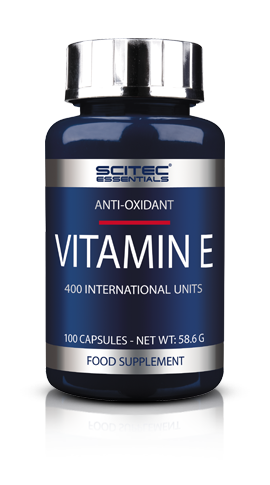 SCITEC®
ESSENTIALS
ANTI-OXIDANT
VITAMIN E
400 INTERNATIONAL UNITS
100 CAPSULES - NET WT: 58.6 G
FOOD SUPPLEMENT